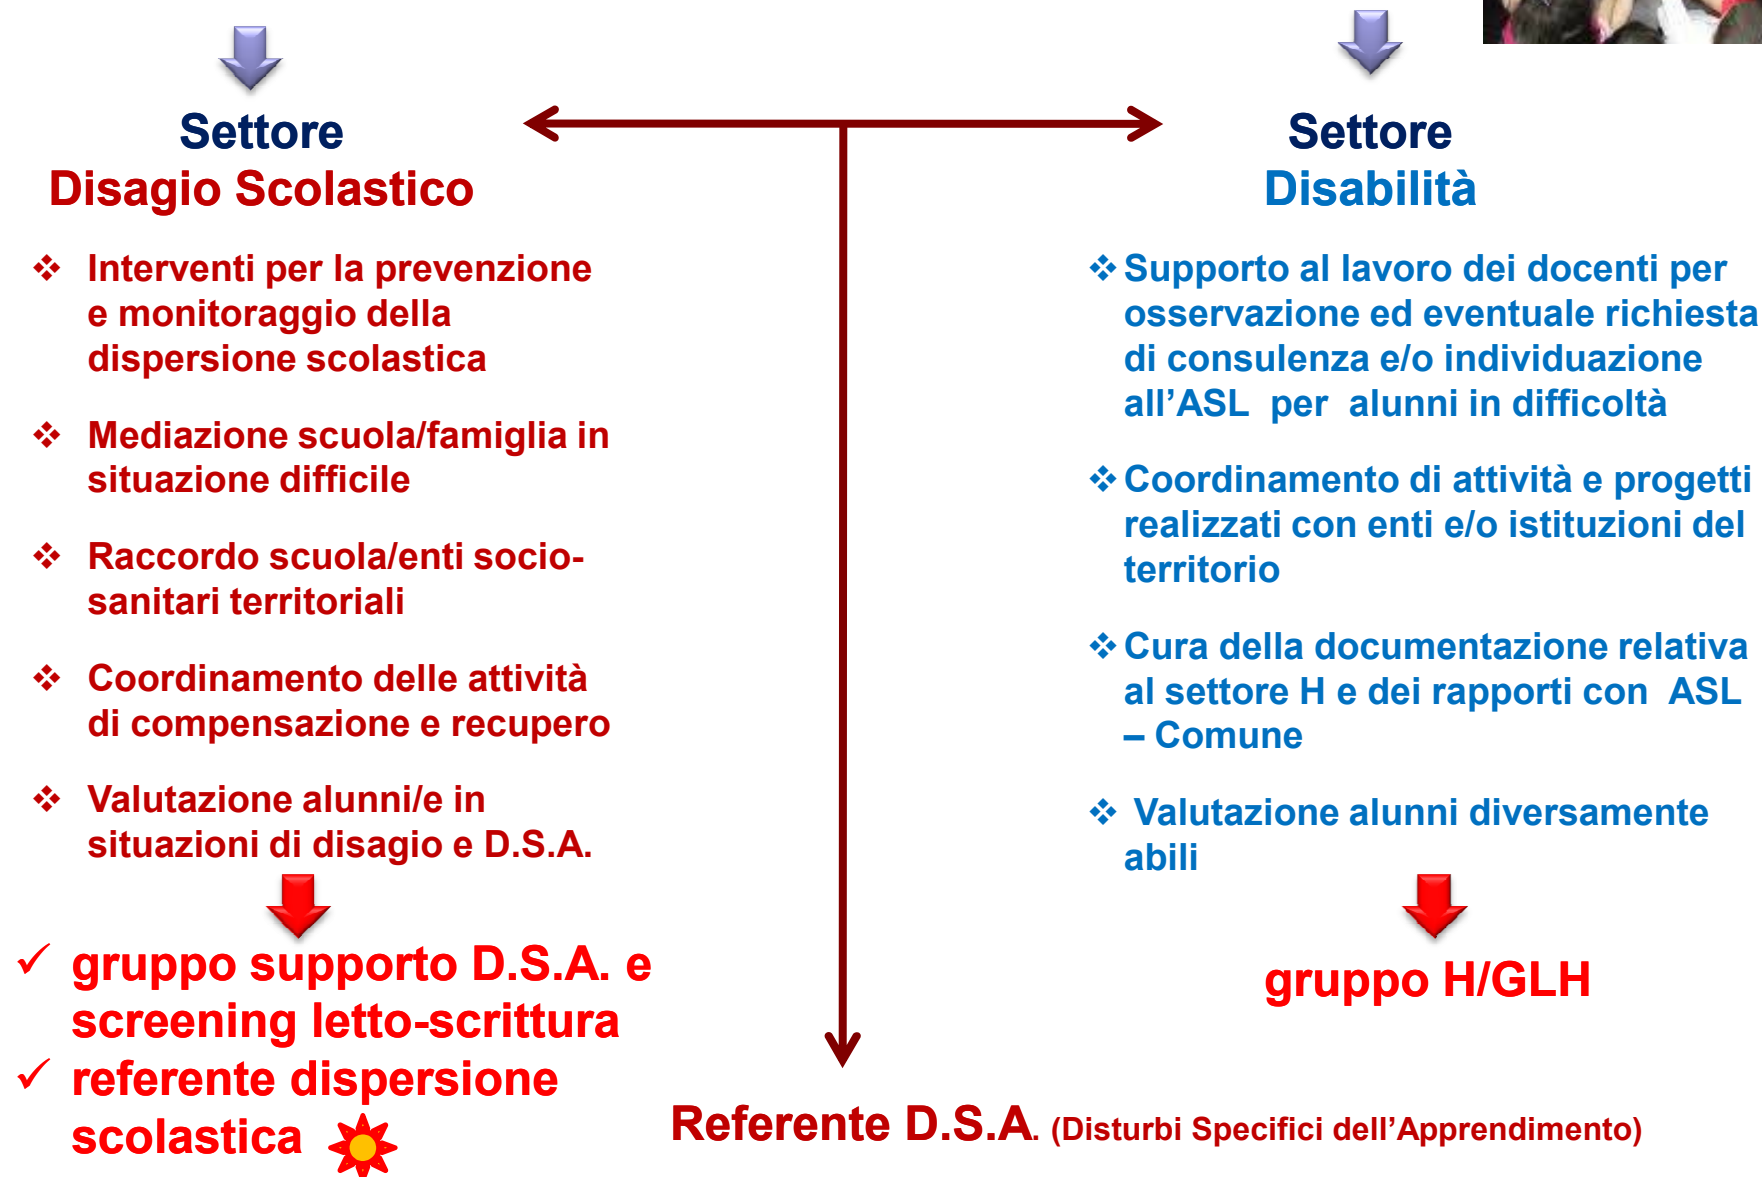 Settore
Disagio Scolastico
❖ Interventi per la prevenzione
e monitoraggio della
dispersione scolastica
❖ Mediazione scuola/famiglia in
situazione difficile
❖ Raccordo scuola/enti socio-
sanitari territoriali
❖ Coordinamento delle attività
di compensazione e recupero
❖ Valutazione alunni/e in
situazioni di disagio e D.S.A.
✓ gruppo supporto D.S.A. e
screening letto-scrittura
✓ referente dispersione
scolastica
Settore
Disabilità
❖ Supporto al lavoro dei docenti per
osservazione ed eventuale richiesta
di consulenza e/o individuazione
all’ASL per alunni in difficoltà
❖ Coordinamento di attività e progetti
realizzati con enti e/o istituzioni del
territorio
❖ Cura della documentazione relativa
al settore H e dei rapporti con ASL
– Comune
❖ Valutazione alunni diversamente
abili
gruppo H/GLH
Referente D.S.A. (Disturbi Specifici dell’Apprendimento)